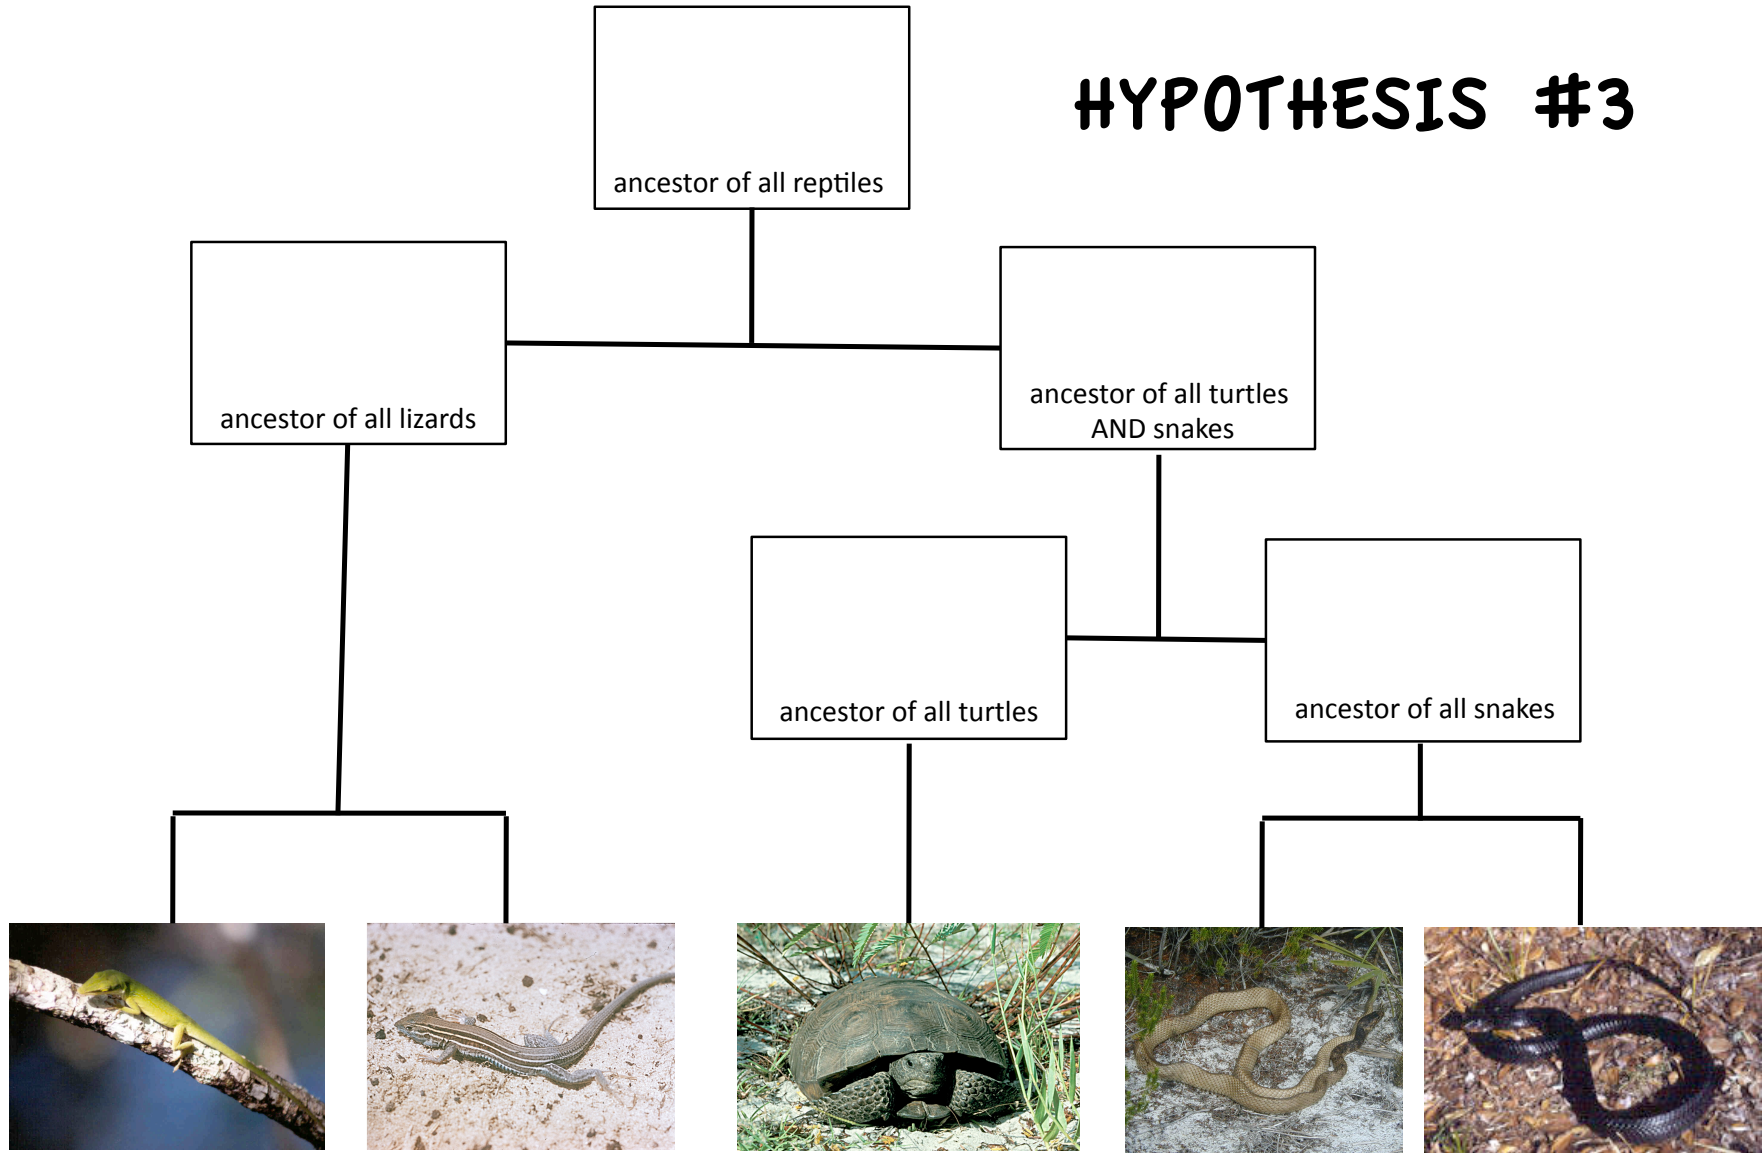 HYPOTHESIS #3
ancestor of all reptiles
ancestor of all lizards
ancestor of all turtles
AND snakes
ancestor of all turtles
ancestor of all snakes